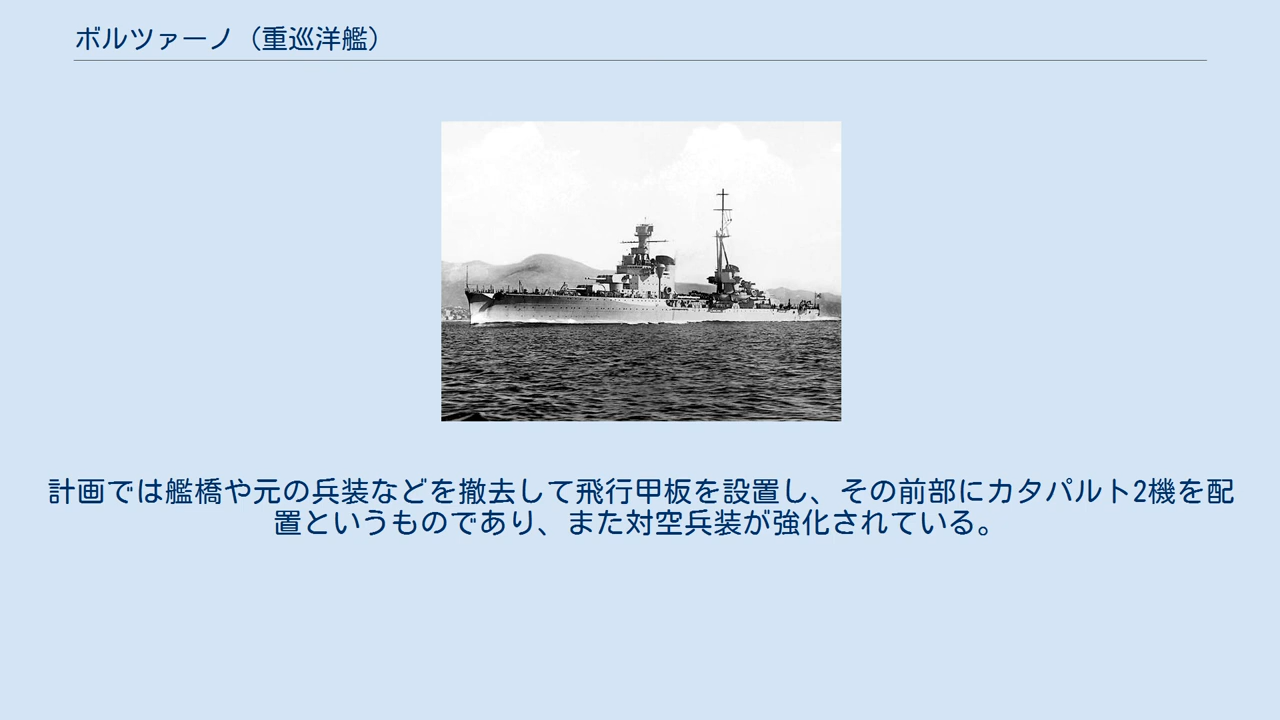 ボルツァーノ（重巡洋艦）
計画では艦橋や元の兵装などを撤去して飛行甲板を設置し、その前部にカタパルト2機を配
置というものであり、また対空兵装が強化されている。